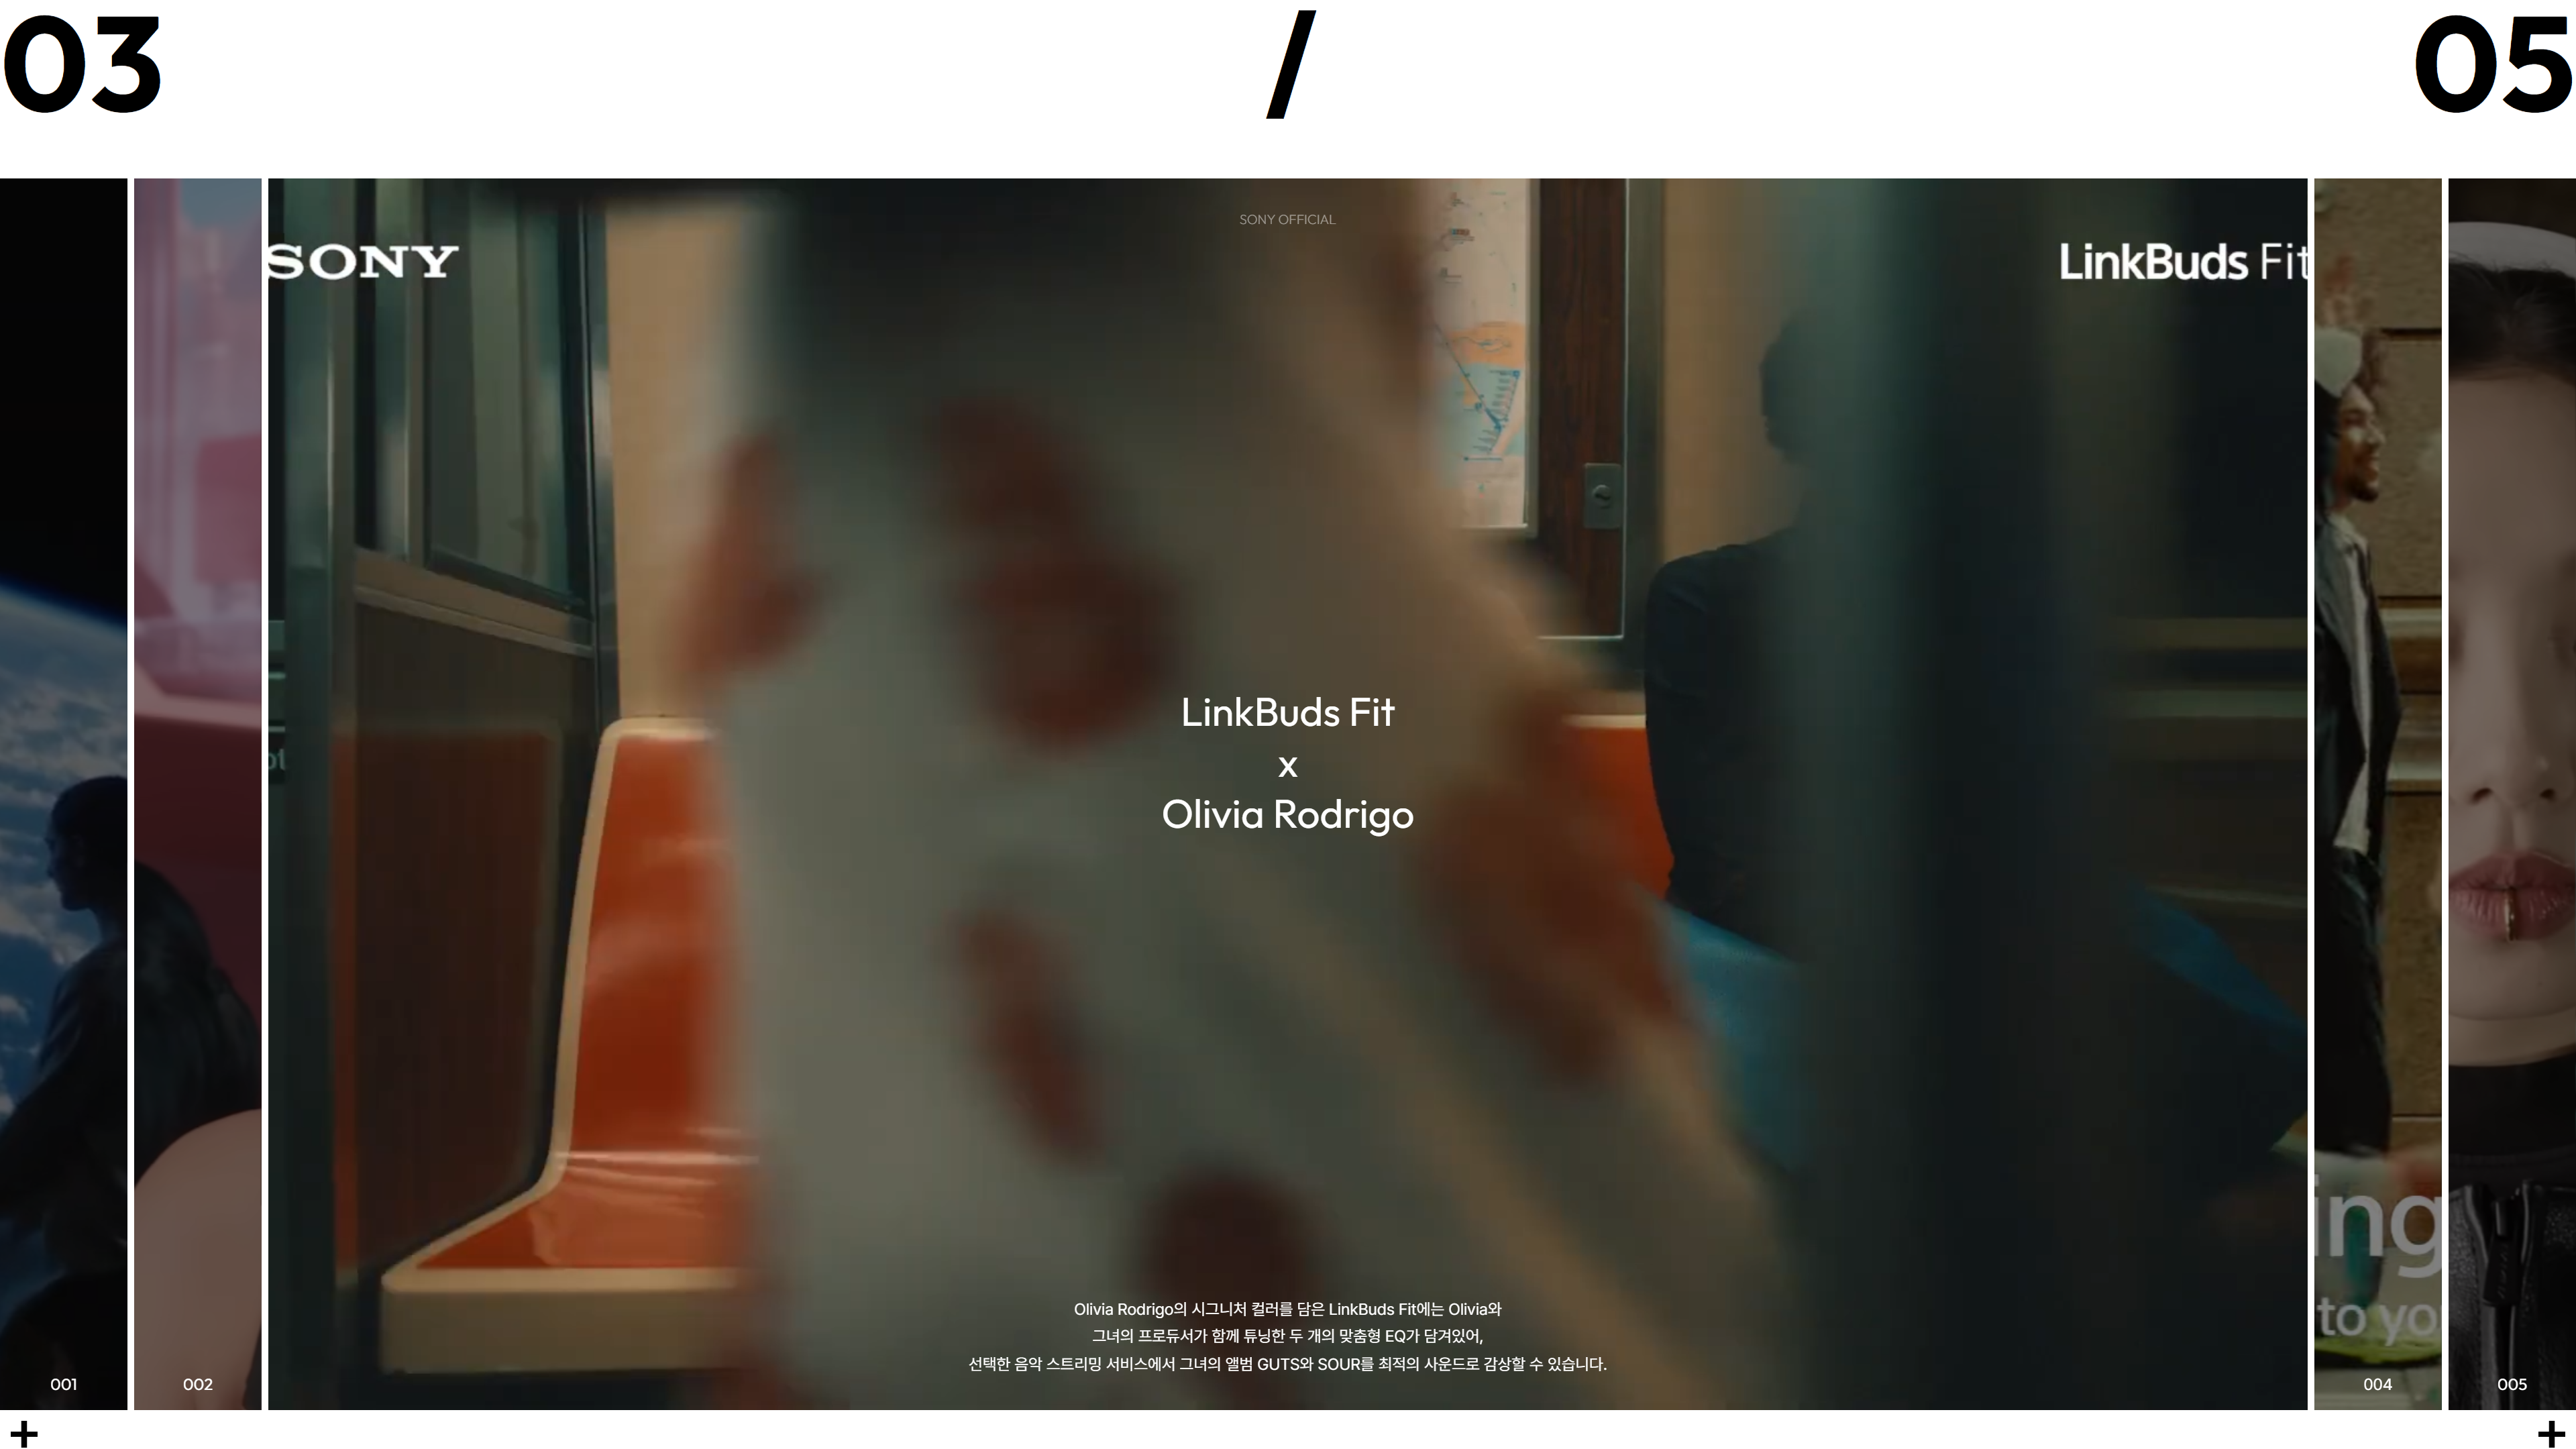 03 / 05
SONY OFFICIAL
SONY
LinkBuds Fit
LinkBuds Fit
x
Olivia Rodrigo
Olivia Rodrigo의 시그니처 컬러를 담은 LinkBuds Fit에는 Olivia와
그녀의 프로듀서가 함께 튜닝한 두 개의 맞춤형 EQ가 담겨있어,
선택한 음악 스트리밍 서비스에서 그녀의 앨범 GUTS와 SOUR를 최적의 사운드로 감상할 수 있습니다.
ing
to yo
001
002
004
005
+
+